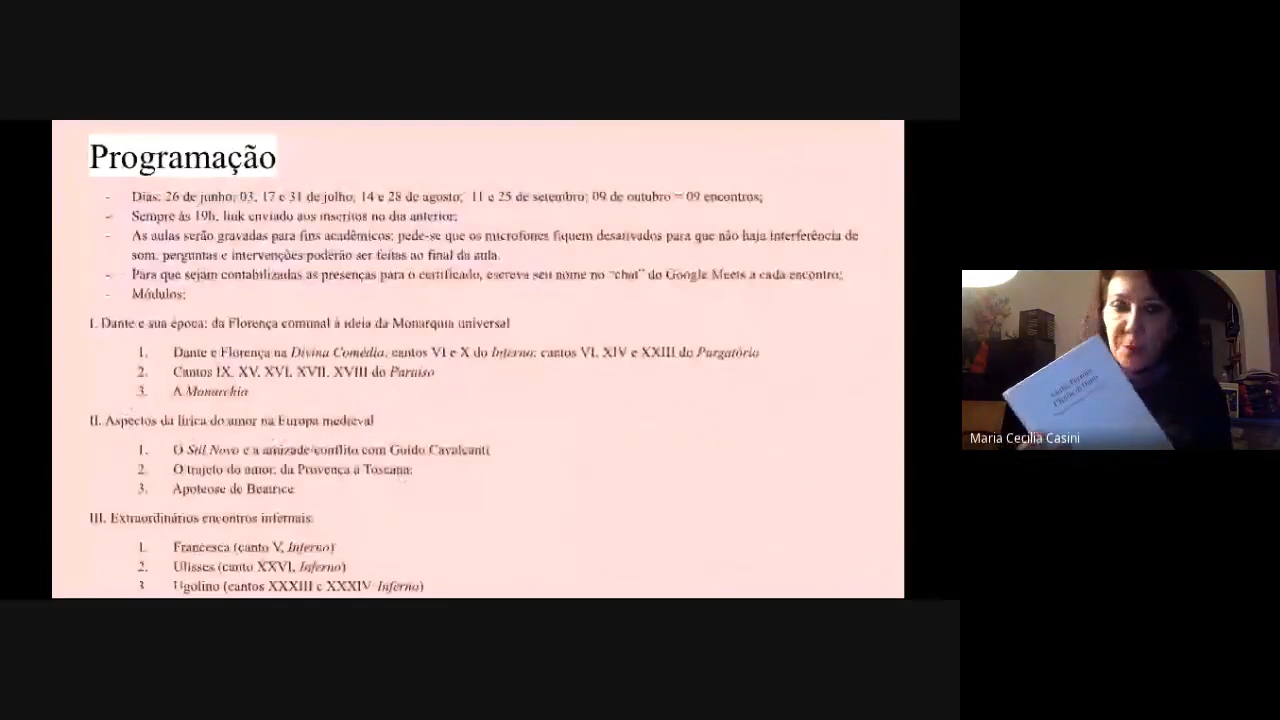 Programação
- Dias: 26 de junho; 03, 17 e 31 de julho, 14 e 28 de agosto; 11 e 25 de setembro; 09 de outubro = 09 encontros;
- Sempre às 19h, link enviado aos inscritos no dia anterior;
- As aulas serão gravadas para fins acadêmicos; pede-se que os microfones fiquem desativados para que não haja interferência de
som, perguntas e intervenções poderão ser feitas ao final da aula.
- Para que sejam contabilizadas as presenças para o certificado, escreva seu nome no "chat" do Google Meets a cada encontro;
- Módulos:
I. Dante e sua época: da Florença comunal à ideia da Monarquia universal
1. Dante e Florença na Divina Comédia: cantos VI e X do Inferno; cantos VI, XIV e XXIII do Purgatório
2. Cantos IX, XV, XVI, XVII, XVIII do Paraíso
3. A Monarchia
II. Aspectos da lírica do amor na Europa medieval
1. O Stil Novo e a amizade/conflito com Guido Cavalcanti
2. O trajeto do amor: da Provença à Toscana;
3. Apoteose de Beatrice
III. Extraordinários encontros infernais
1. Francesca (canto V, Inferno)
2. Ulisses (canto XXVI, Inferno)
3. Ugolino (cantos XXXIII e XXXIV Inferno)
Maria Cecilia Casini